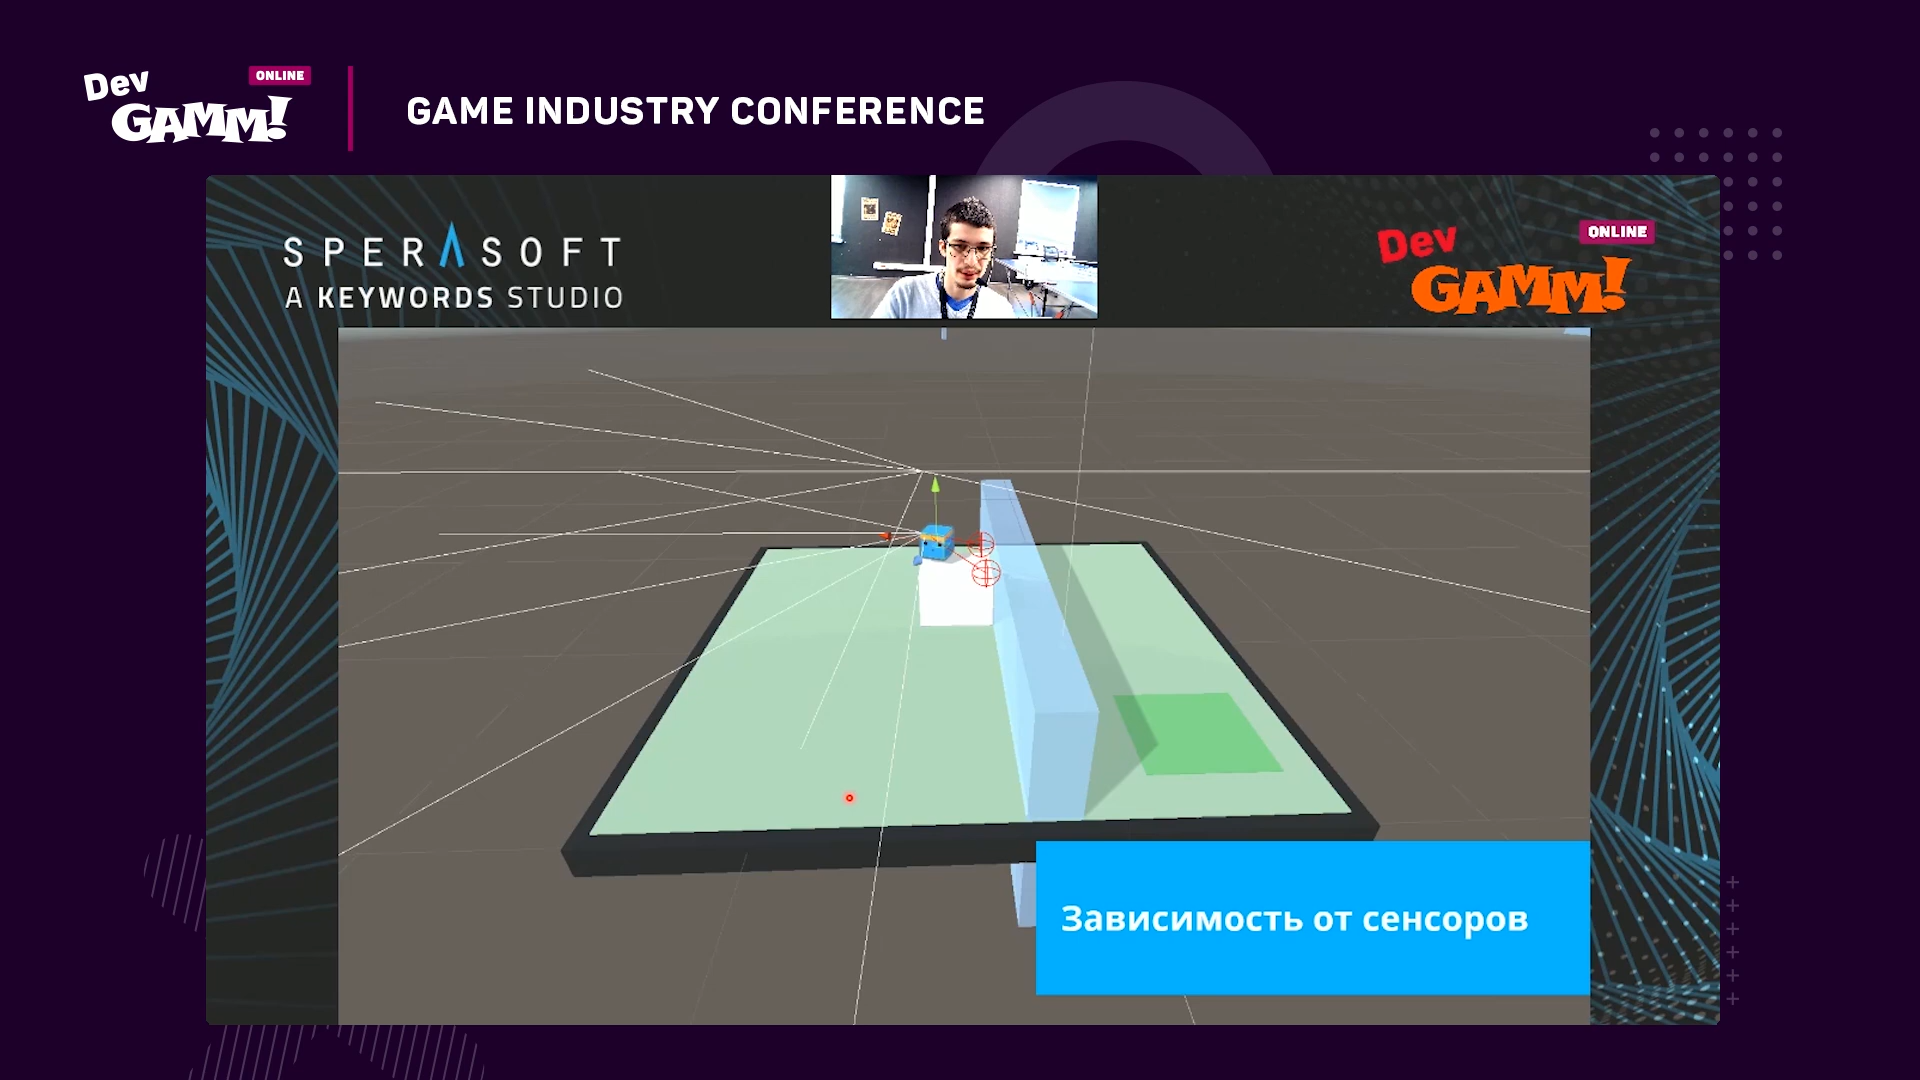 Dev
GAMM!
ONLINE
GAME INDUSTRY CONFERENCE
SPERASOFT
A KEYWORDS STUDIO
Dev
GAMM!
ONLINE
Зависимость от сенсоров